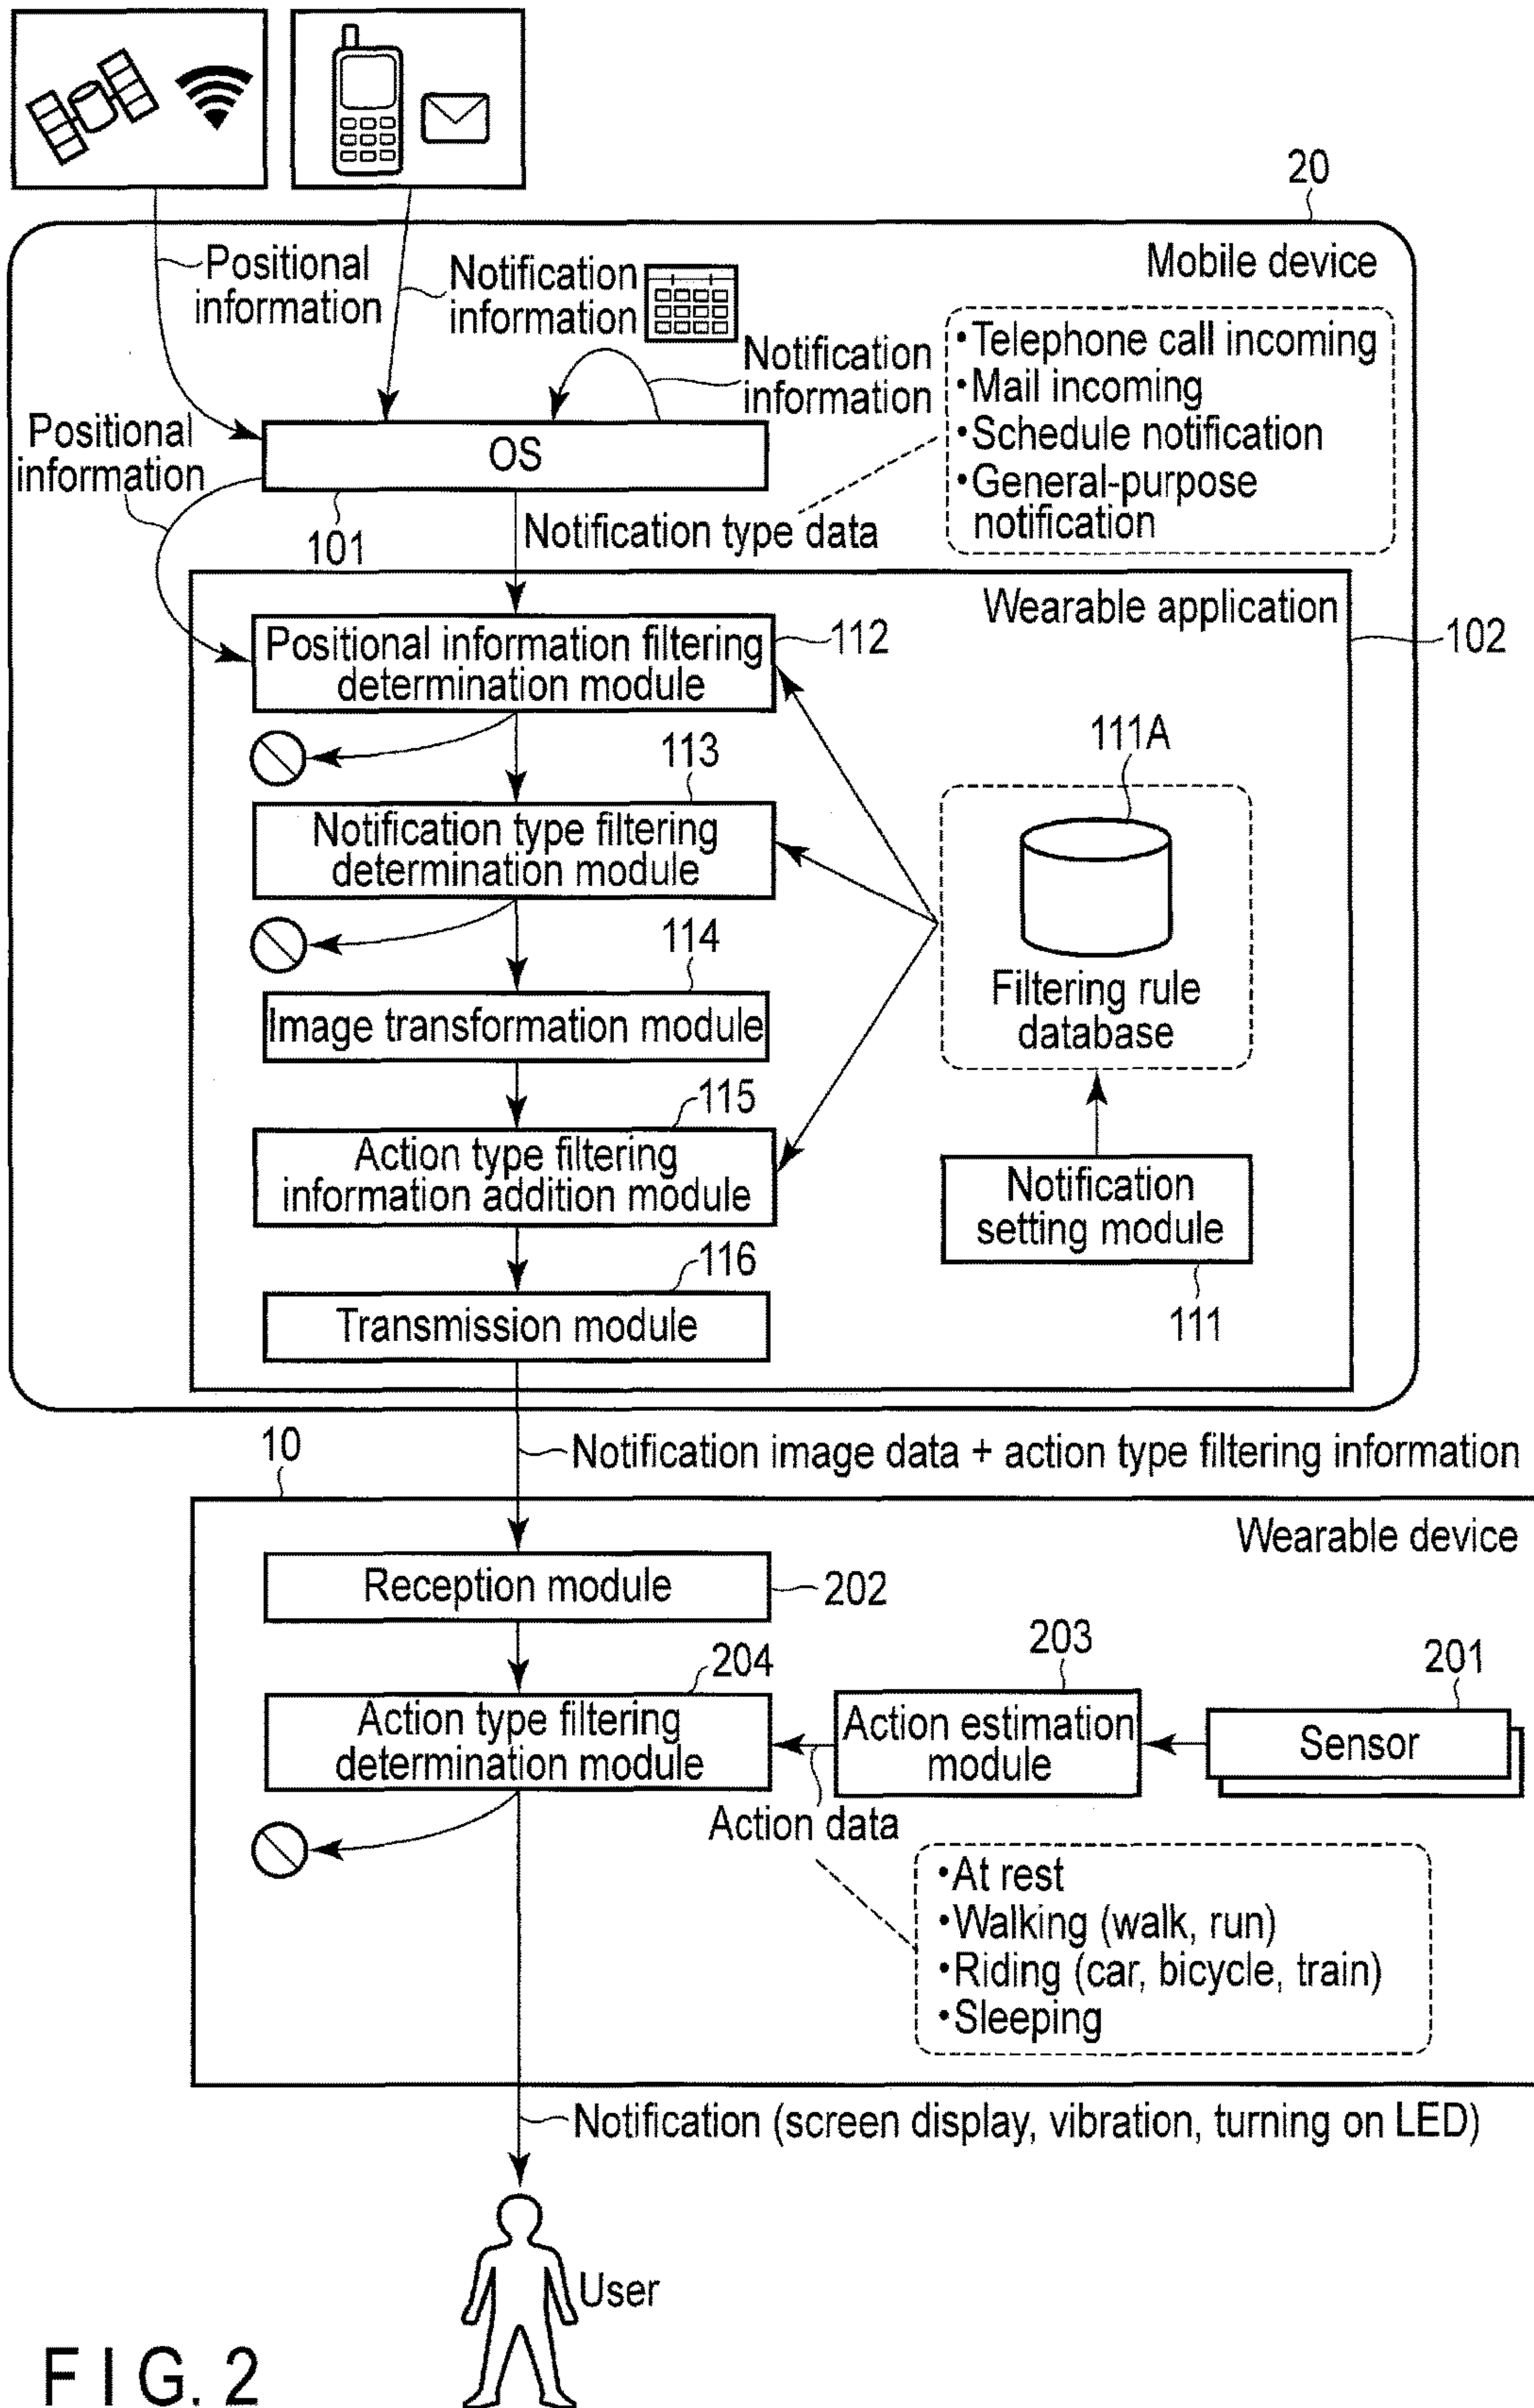 20
Mobile device
Positional
information
Notification
information
Notification
information
•Telephone call incoming
•Mail incoming
•Schedule notification
•General-purpose
notification
Positional
information
OS
101
Notification type data
Wearable application
102
Positional information filtering
determination module
112
113
111A
Notification type filtering
determination module
114
Filtering rule
database
Image transformation module
115
Action type filtering
information addition module
Notification
setting module
111
116
Transmission module
10
Notification image data + action type filtering information
Wearable device
Reception module
202
204
203
201
Action type filtering
determination module
Action estimation
module
Sensor
Action data
•At rest
•Walking (walk, run)
•Riding (car, bicycle, train)
•Sleeping
Notification (screen display, vibration, turning on LED)
User
FIG. 2